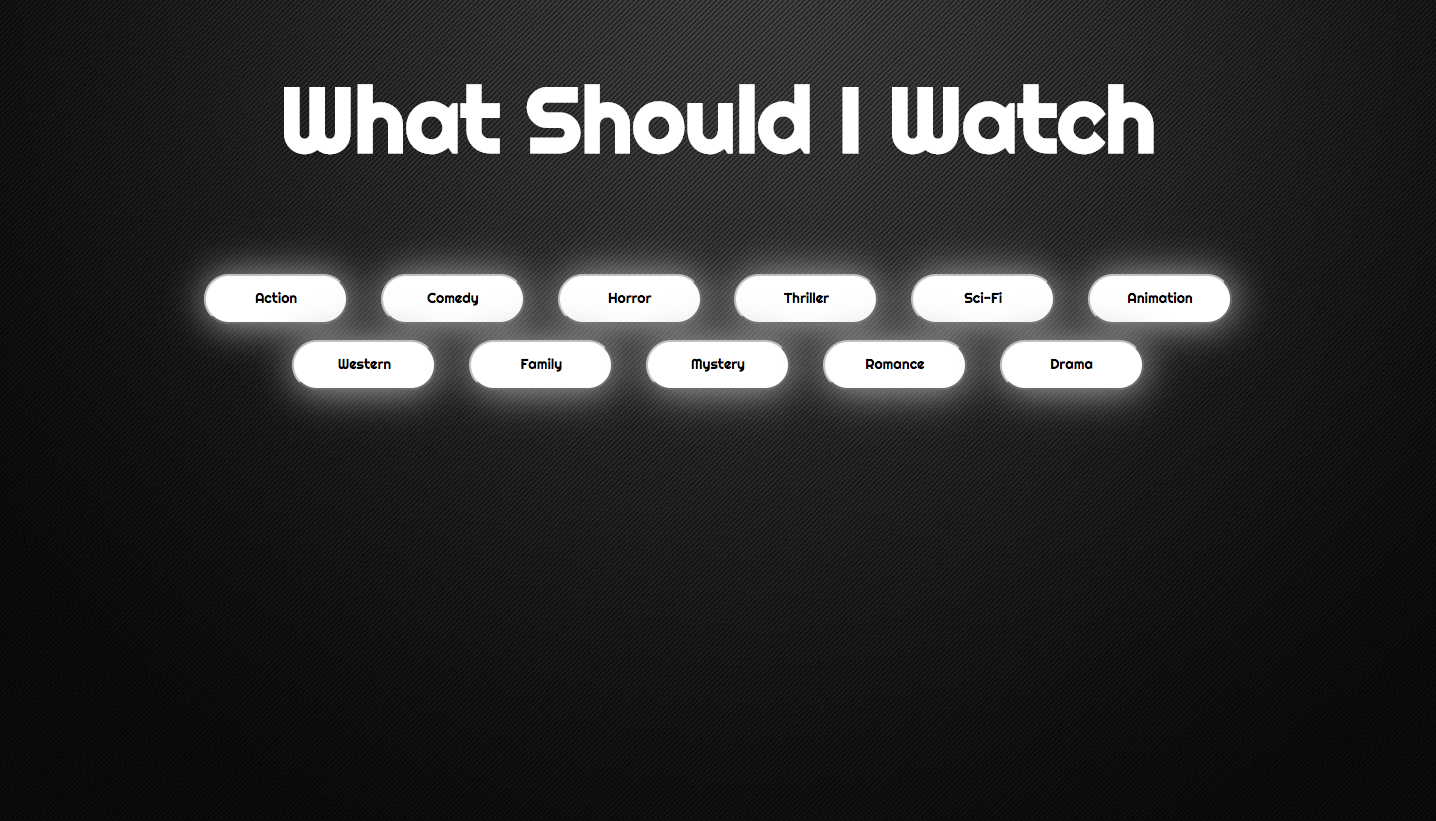 What Should I Watch
Action Comedy Horror Thriller Sci-Fi Animation
Western Family Mystery Romance Drama